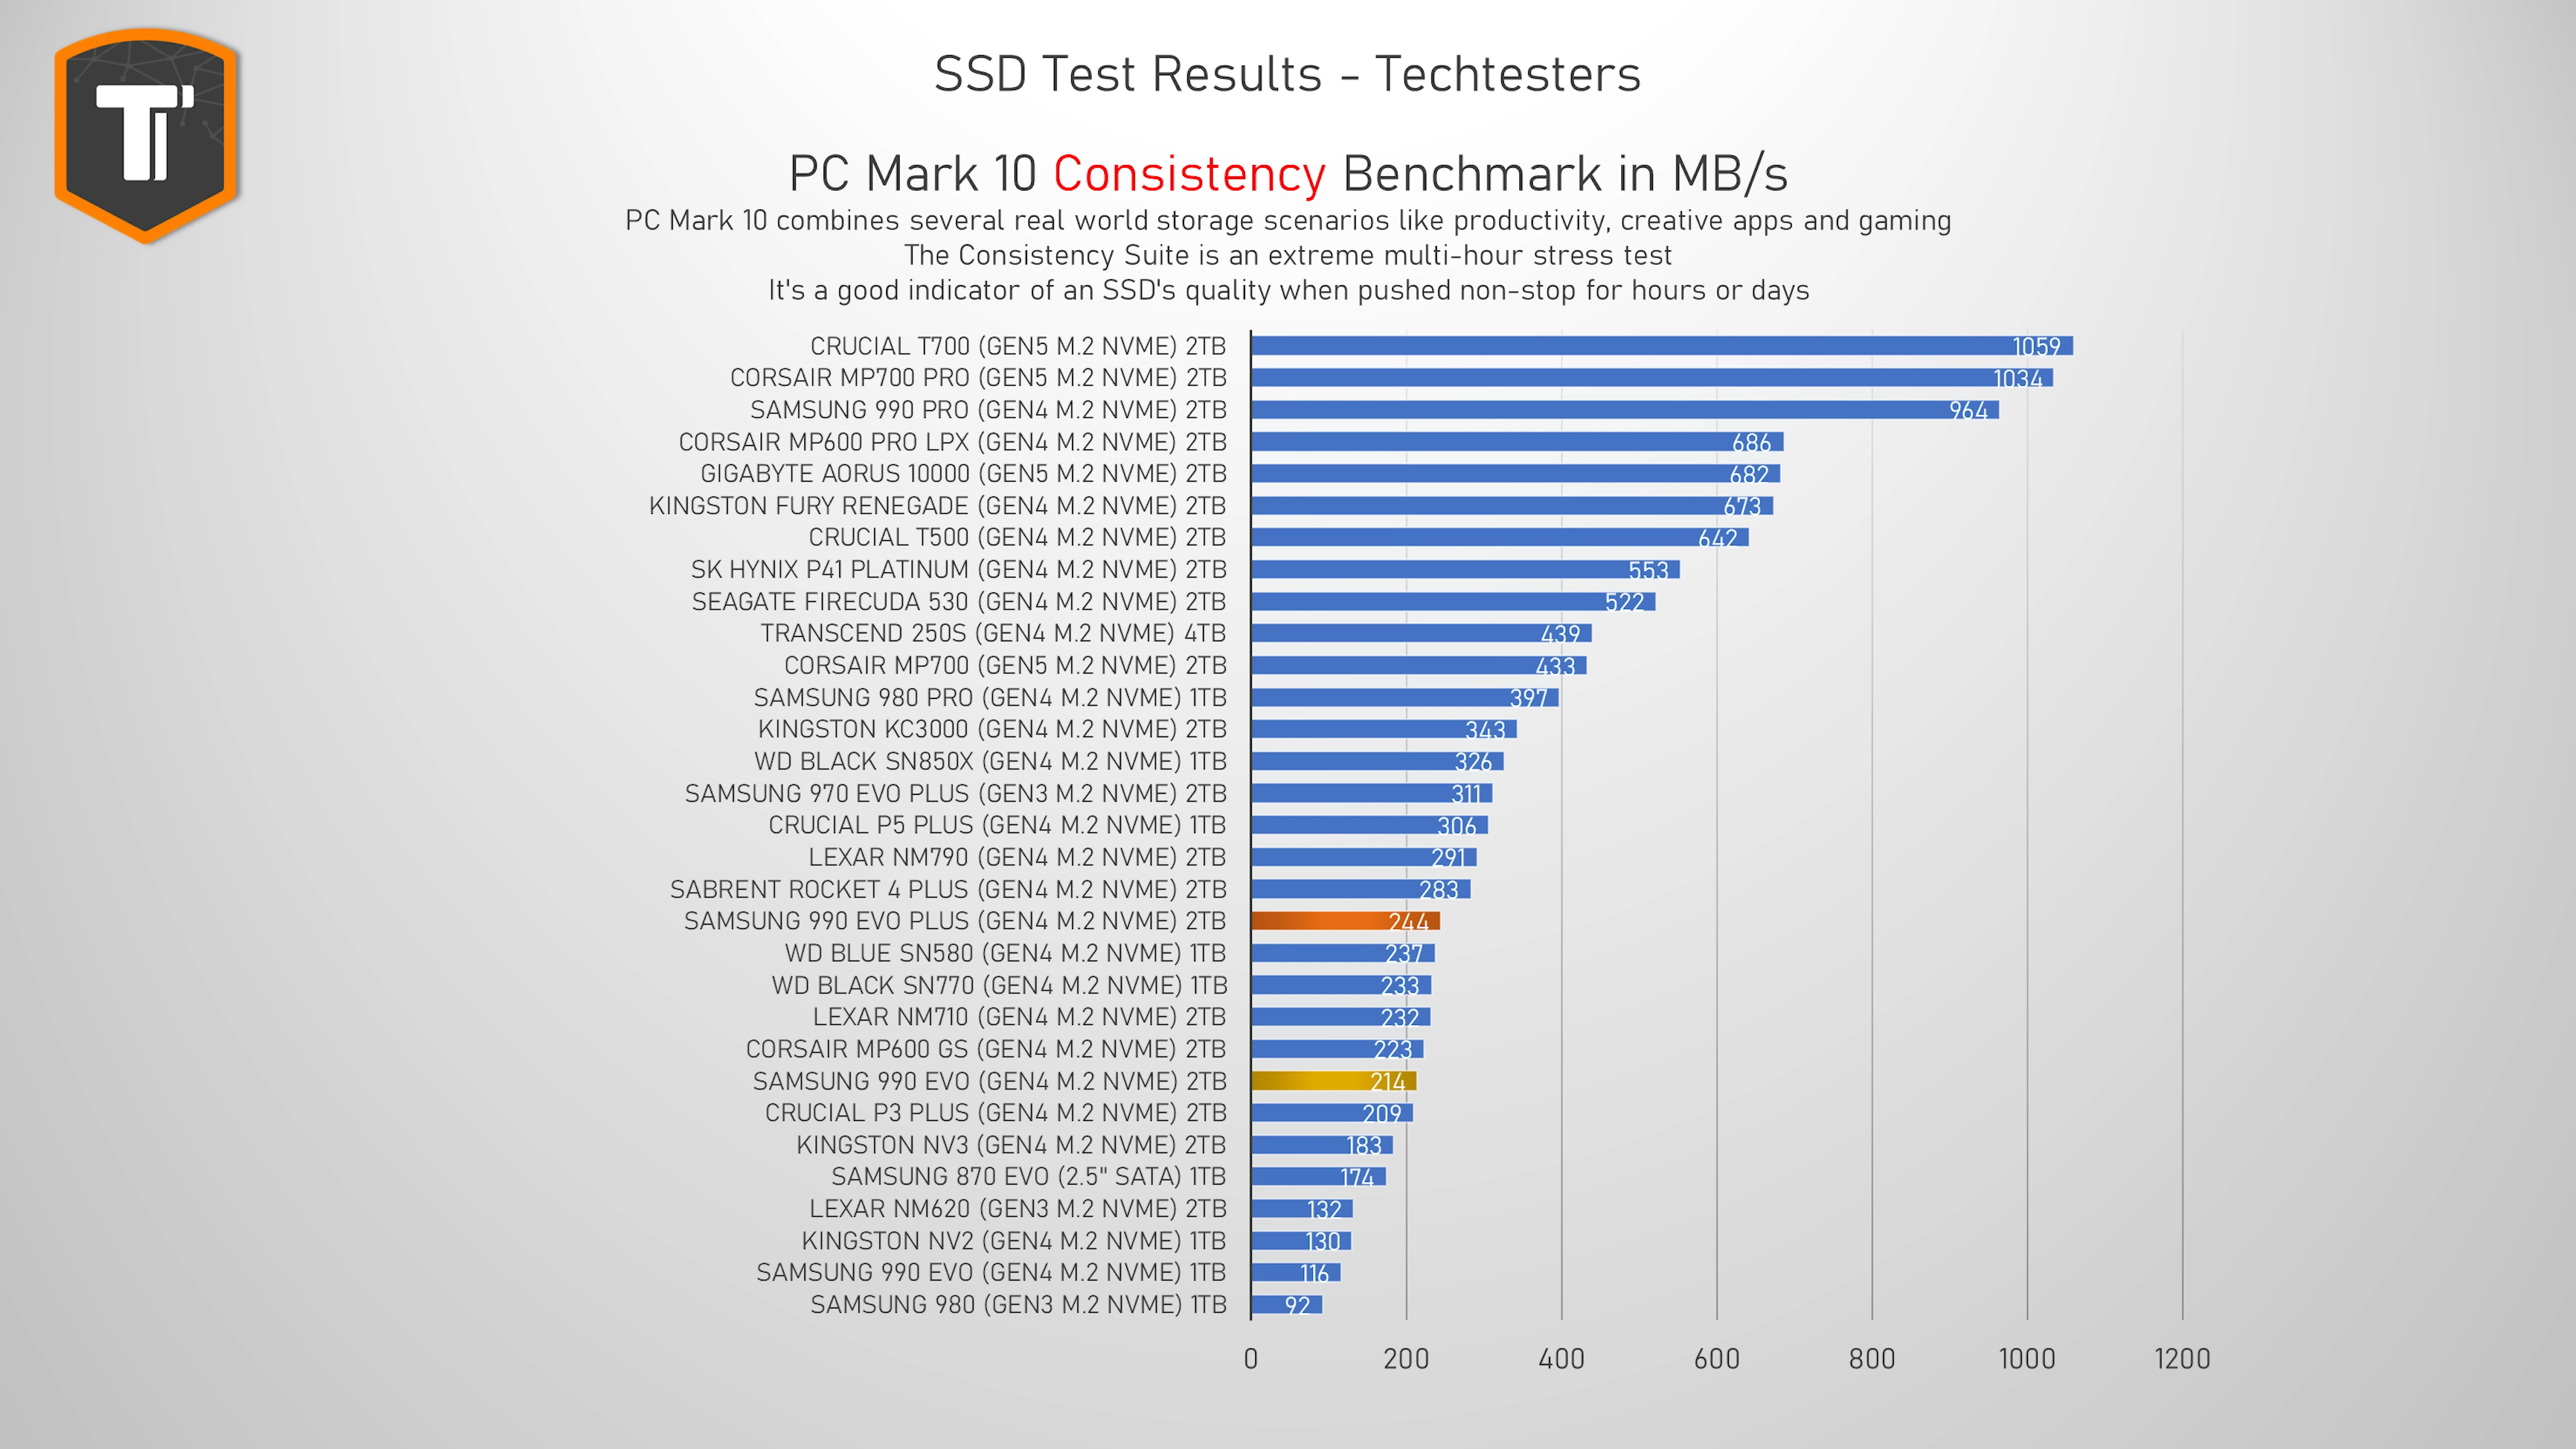 T
SSD Test Results - Techtesters
PC Mark 10 Consistency Benchmark in MB/s
PC Mark 10 combines several real world storage scenarios like productivity, creative apps and gaming
The Consistency Suite is an extreme multi-hour stress test
It's a good indicator of an SSD's quality when pushed non-stop for hours or days
CRUCIAL T700 (GEN5 M.2 NVME) 2TB 1059
CORSAIR MP700 PRO (GEN5 M.2 NVME) 2TB 1034
SAMSUNG 990 PRO (GEN4 M.2 NVME) 2TB 964
CORSAIR MP600 PRO LPX (GEN4 M.2 NVME) 2TB 686
GIGABYTE AORUS 10000 (GEN5 M.2 NVME) 2TB 682
KINGSTON FURY RENEGADE (GEN4 M.2 NVME) 2TB 673
CRUCIAL T500 (GEN4 M.2 NVME) 2TB 642
SK HYNIX P41 PLATINUM (GEN4 M.2 NVME) 2TB 553
SEAGATE FIRECUDA 530 (GEN4 M.2 NVME) 2TB 522
TRANSCEND 250S (GEN4 M.2 NVME) 4TB 439
CORSAIR MP700 (GEN5 M.2 NVME) 2TB 433
SAMSUNG 980 PRO (GEN4 M.2 NVME) 1TB 397
KINGSTON KC3000 (GEN4 M.2 NVME) 2TB 343
WD BLACK SN850X (GEN4 M.2 NVME) 1TB 326
SAMSUNG 970 EVO PLUS (GEN3 M.2 NVME) 2TB 311
CRUCIAL P5 PLUS (GEN4 M.2 NVME) 1TB 306
LEXAR NM790 (GEN4 M.2 NVME) 2TB 291
SABRENT ROCKET 4 PLUS (GEN4 M.2 NVME) 2TB 283
SAMSUNG 990 EVO PLUS (GEN4 M.2 NVME) 2TB 244
WD BLUE SN580 (GEN4 M.2 NVME) 1TB 237
WD BLACK SN770 (GEN4 M.2 NVME) 1TB 233
LEXAR NM710 (GEN4 M.2 NVME) 2TB 232
CORSAIR MP600 GS (GEN4 M.2 NVME) 2TB 223
SAMSUNG 990 EVO (GEN4 M.2 NVME) 2TB 214
CRUCIAL P3 PLUS (GEN4 M.2 NVME) 2TB 209
KINGSTON NV3 (GEN4 M.2 NVME) 2TB 183
SAMSUNG 870 EVO (2.5" SATA) 1TB 174
LEXAR NM620 (GEN3 M.2 NVME) 2TB 132
KINGSTON NV2 (GEN4 M.2 NVME) 1TB 130
SAMSUNG 990 EVO (GEN4 M.2 NVME) 1TB 116
SAMSUNG 980 (GEN3 M.2 NVME) 1TB 92
0 200 400 600 800 1000 1200